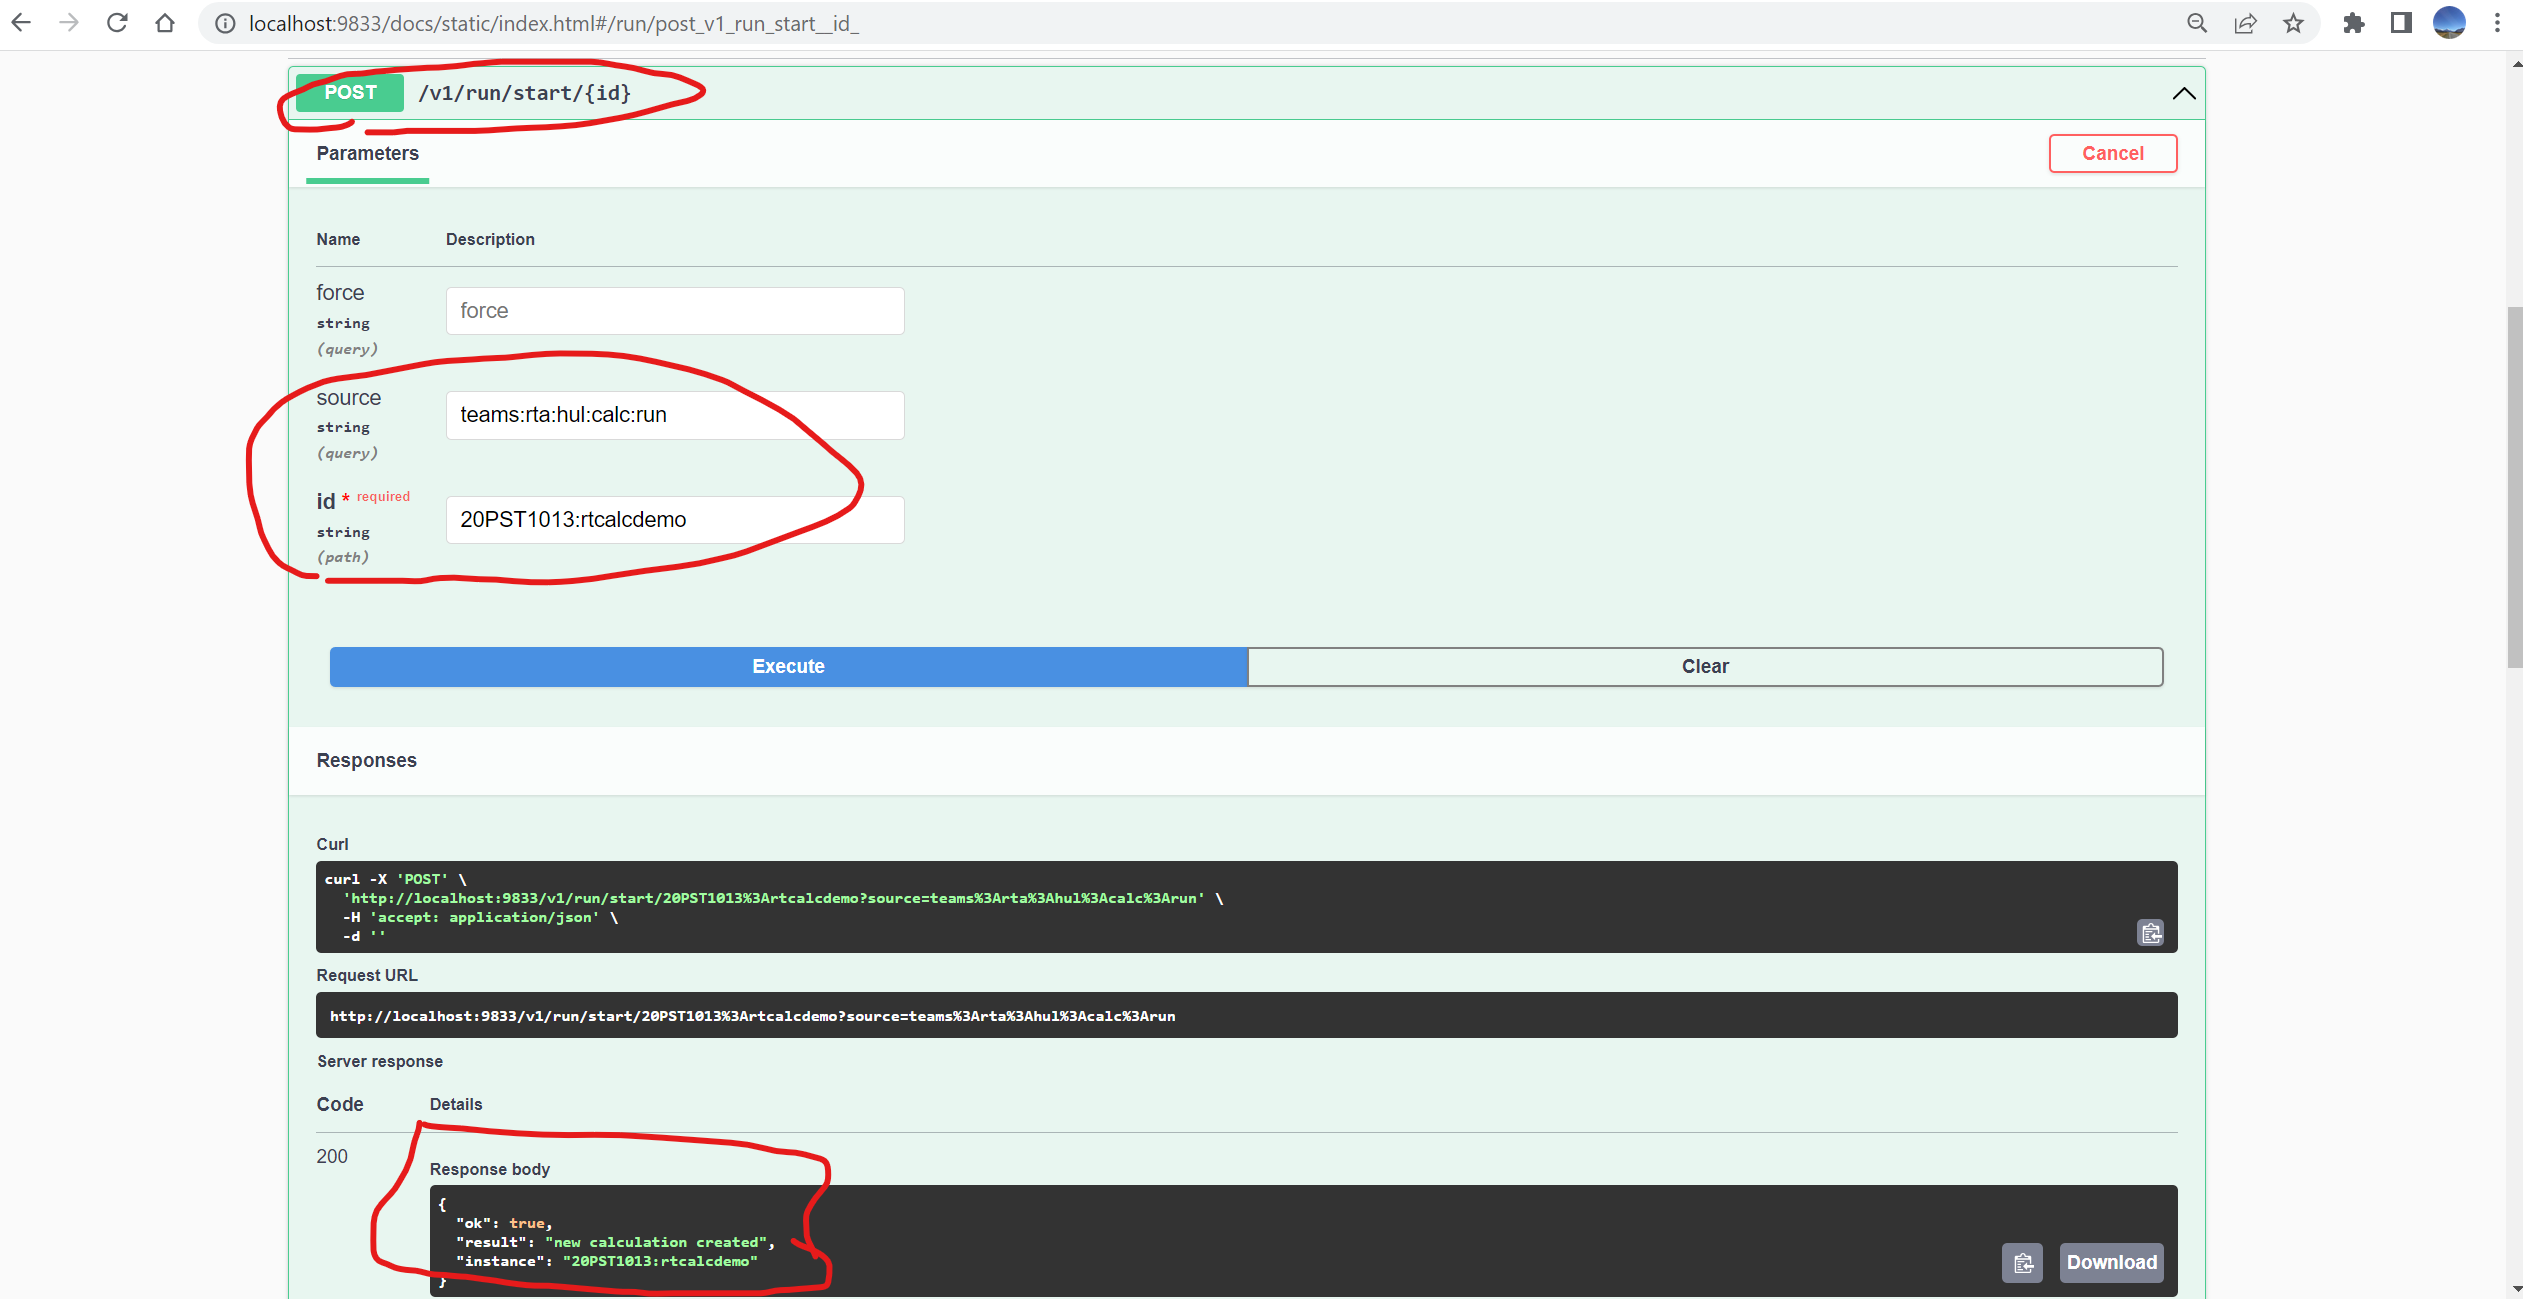 localhost:9833/docs/static/index.html#/run/post_v1_run_start__id_
POST /v1/run/start/{id}
Parameters
Cancel
Name Description
force
string
(query)
force
source
string
(query)
teams:rta:hul:calc:run
id * required
string
(path)
20PST1013:rtcalcdemo
Execute
Clear
Responses
Curl
curl -X 'POST' \
'http://localhost:9833/v1/run/start/20PST1013%3Artcalcdemo?source=teams%3Arta%3Ahul%3Acalc%3Arun' \
-H 'accept: application/json' \
-d ''
Request URL
http://localhost:9833/v1/run/start/20PST1013%3Artcalcdemo?source=teams%3Arta%3Ahul%3Acalc%3Arun
Server response
Code Details
200
Response body
{
"ok": true,
"result": "new calculation created",
"instance": "20PST1013:rtcalcdemo"
}
Download